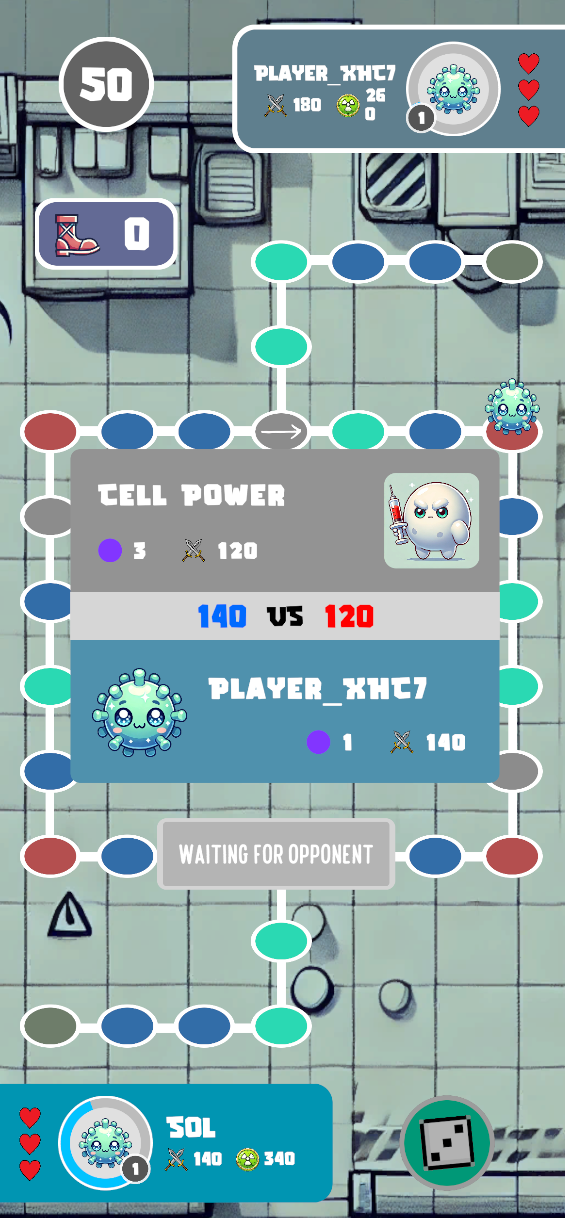 50
PLAYER_XHC7
180
26
0
1
0
CELL POWER
3 120
140 VS 120
PLAYER_XHC7
1 140
WAITING FOR OPPONENT
SOL
140 340
1